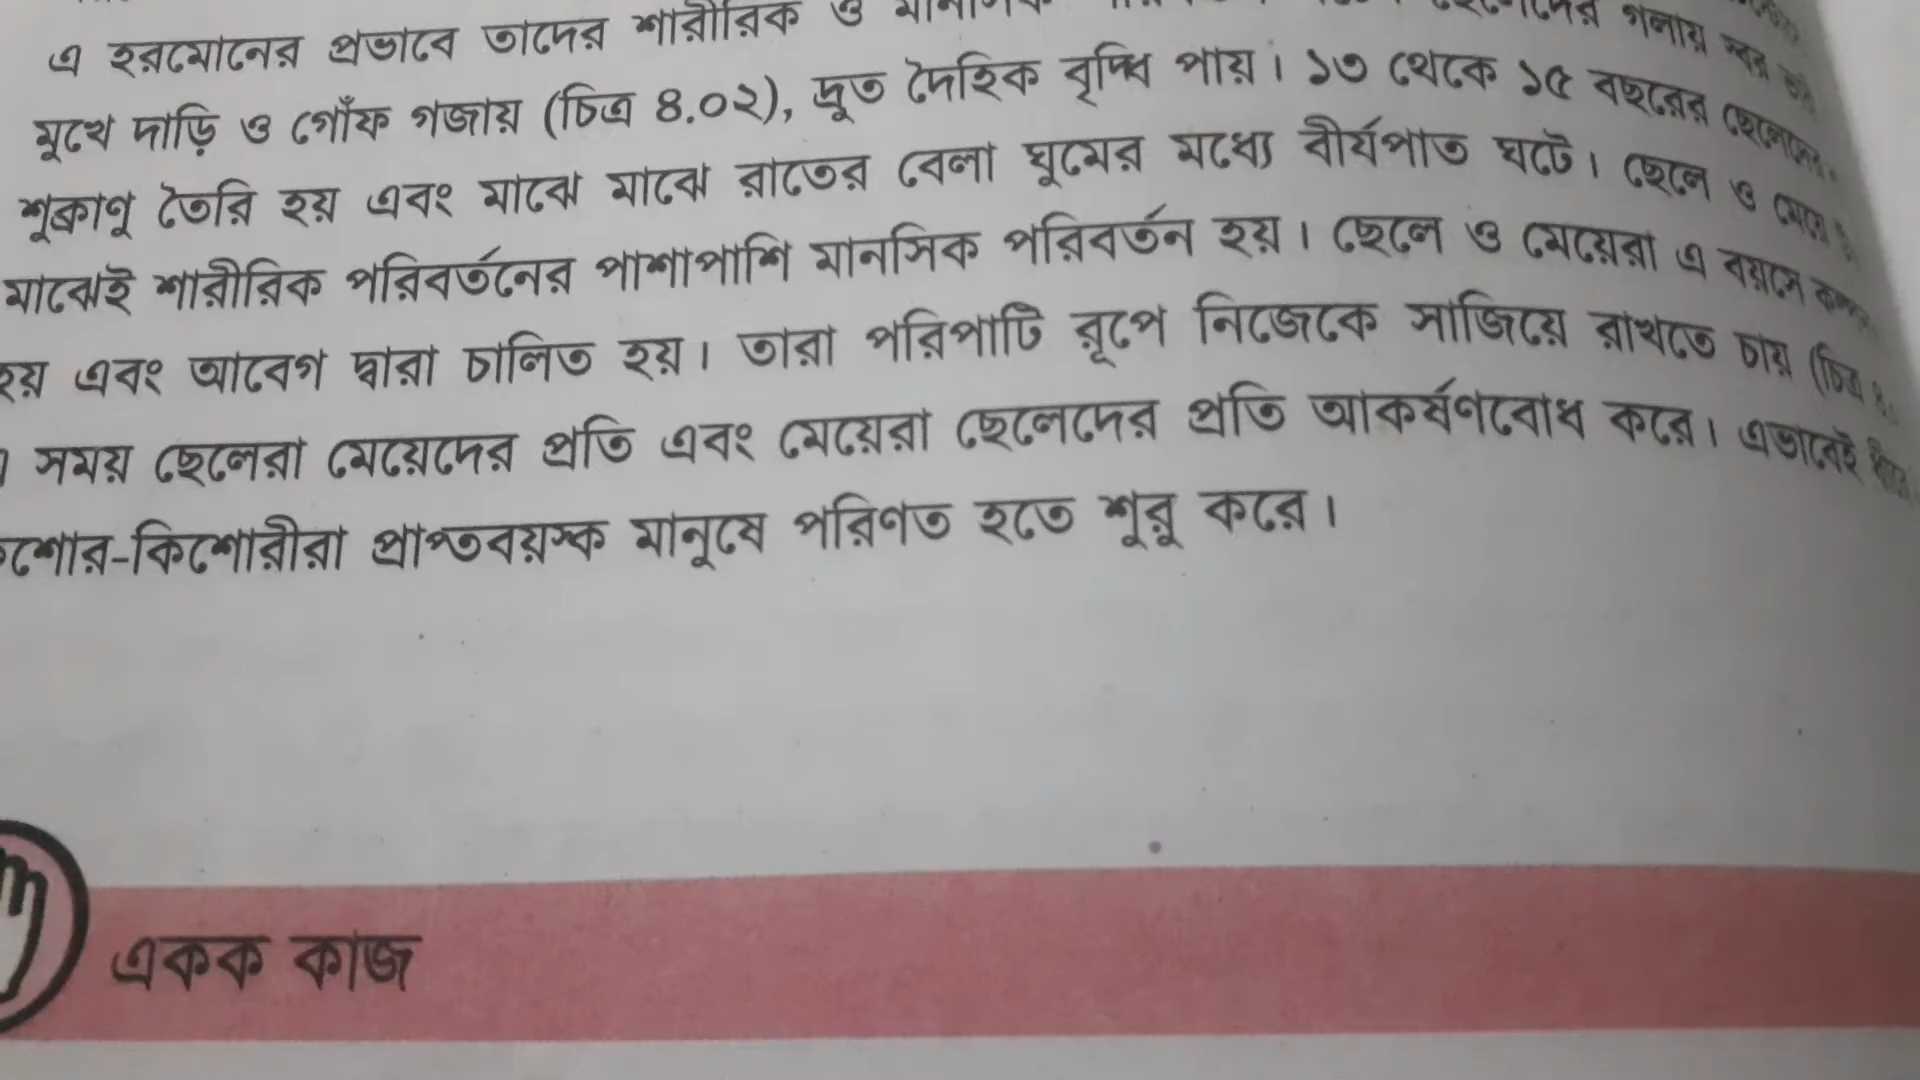 এ হরমোনের প্রভাবে তাদের শারীরিক ও গলায় স্বর
মুখে দাড়ি ও গোঁফ গজায় (চিত্র ৪.০২), দ্রুত দৈহিক বৃদ্ধি পায়। ১৩ থেকে ১৫ বছরের ছেলেদের
শুক্রাণু তৈরি হয় এবং মাঝে মাঝে রাতের বেলা ঘুমের মধ্যে বীর্যপাত ঘটে। ছেলে ও মেয়ে
মাঝেই শারীরিক পরিবর্তনের পাশাপাশি মানসিক পরিবর্তন হয়। ছেলে ও মেয়েরা এ বয়সে
হয় এবং আবেগ দ্বারা চালিত হয়। তারা পরিপাটি রূপে নিজেকে সাজিয়ে রাখতে চায় (চিত্র
সময় ছেলেরা মেয়েদের প্রতি এবং মেয়েরা ছেলেদের প্রতি আকর্ষণবোধ করে। এভাবেই
শোর-কিশোরীরা প্রাপ্তবয়স্ক মানুষে পরিণত হতে শুরু করে।
একক কাজ